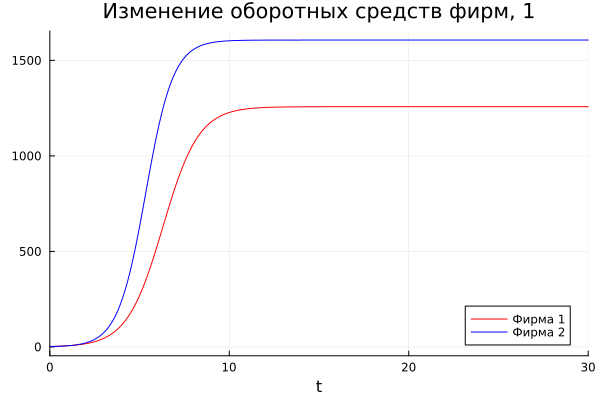 Изменение оборотных средств фирм, 1
1500
1000
500
0
0
10
20
30
t
Фирма 1
Фирма 2